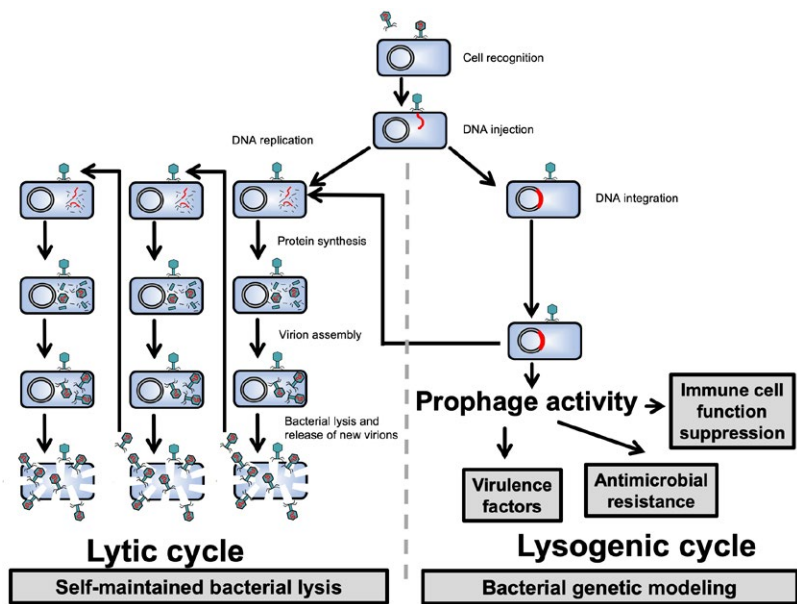 Cell recognition
DNA injection
DNA replication
DNA integration
Protein synthesis
Virion assembly
Bacterial lysis and
release of new virions
Prophage activity
Immune cell
function
suppression
Virulence
factors
Antimicrobial
resistance
Lytic cycle
Self-maintained bacterial lysis
Lysogenic cycle
Bacterial genetic modeling